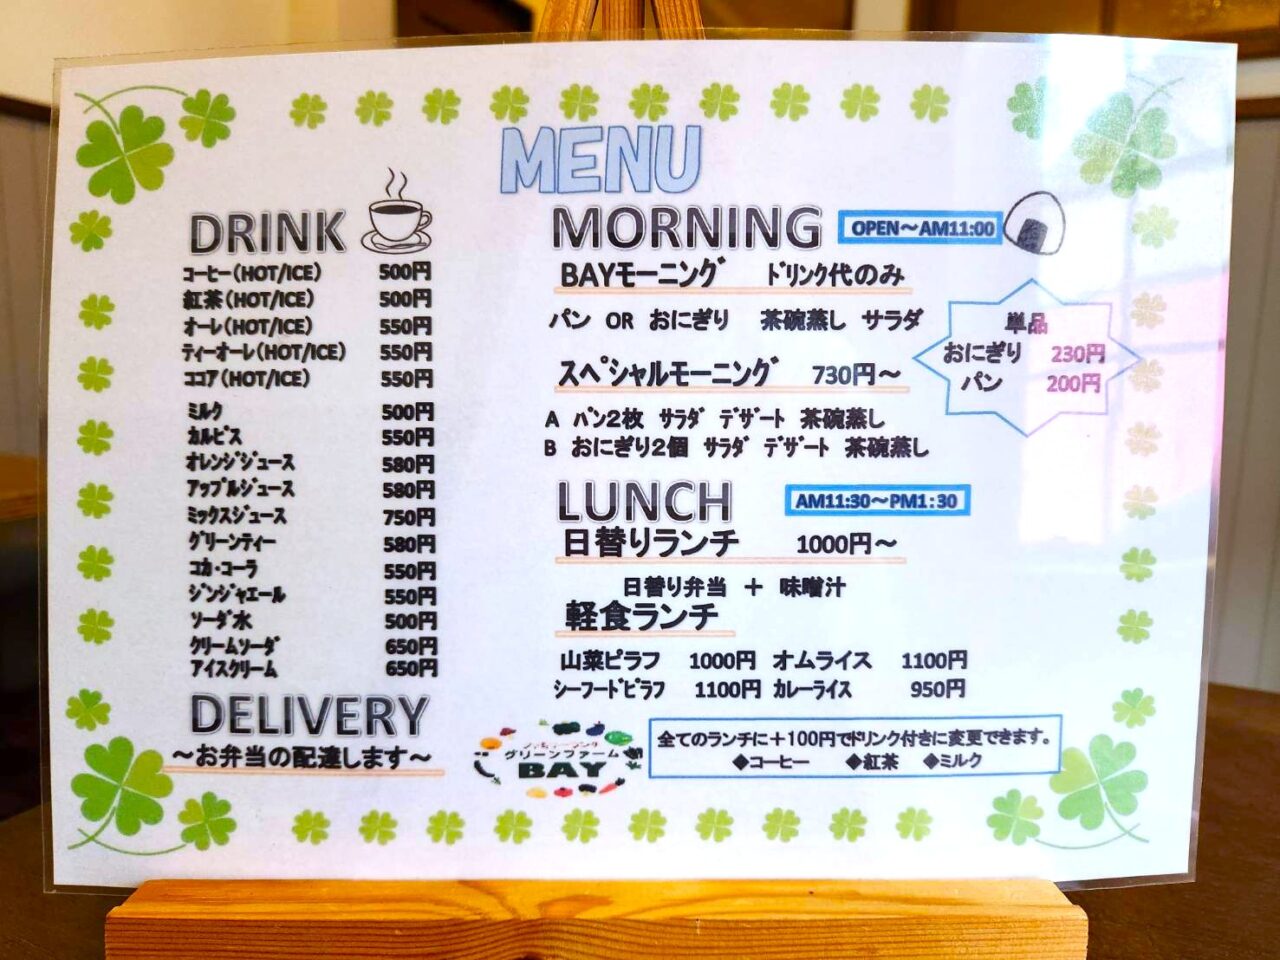 MENU
DRINK
コーヒー(HOT/ICE) 500円
紅茶(HOT/ICE) 500円
オーレ(HOT/ICE) 550円
ティーオーレ(HOT/ICE) 550円
ココア(HOT/ICE) 550円
ミルク 500円
カルピス 550円
オレンジジュース 580円
アップルジュース 580円
ミックスジュース 750円
グリーンティー 580円
コカ・コーラ 550円
ジンジャエール 550円
ソーダ水 500円
クリームソーダ 650円
アイスクリーム 650円
DELIVERY
～お弁当の配達します～
MORNING OPEN～AM11:00
BAYモーニング ドリンク代のみ
パン OR おにぎり 茶碗蒸し サラダ
スペシャルモーニング 730円～
A パン2枚 サラダ デザート 茶碗蒸し
B おにぎり2個 サラダ デザート 茶碗蒸し
単品
おにぎり 230円
パン 200円
LUNCH AM11:30～PM1:30
日替りランチ 1000円～
日替り弁当 ＋ 味噌汁
軽食ランチ
山菜ピラフ 1000円 オムライス 1100円
シーフードピラフ 1100円 カレーライス 950円
グリーンファーム
BAY
全てのランチに＋100円でドリンク付きに変更できます。
◆コーヒー ◆紅茶 ◆ミルク